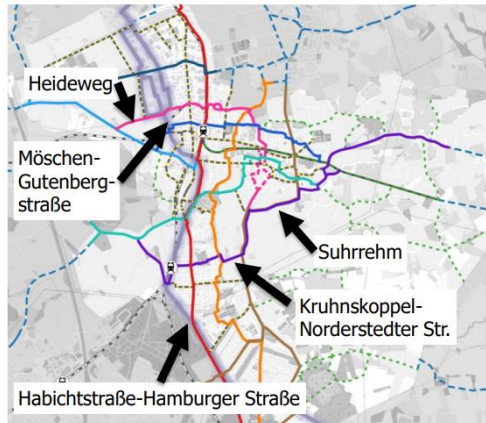 Heideweg
Möschen-
Gutenberg-
straße
Suhrrehm
Kruhnskoppel-
Norderstedter Str.
Habichtstraße-Hamburger Straße